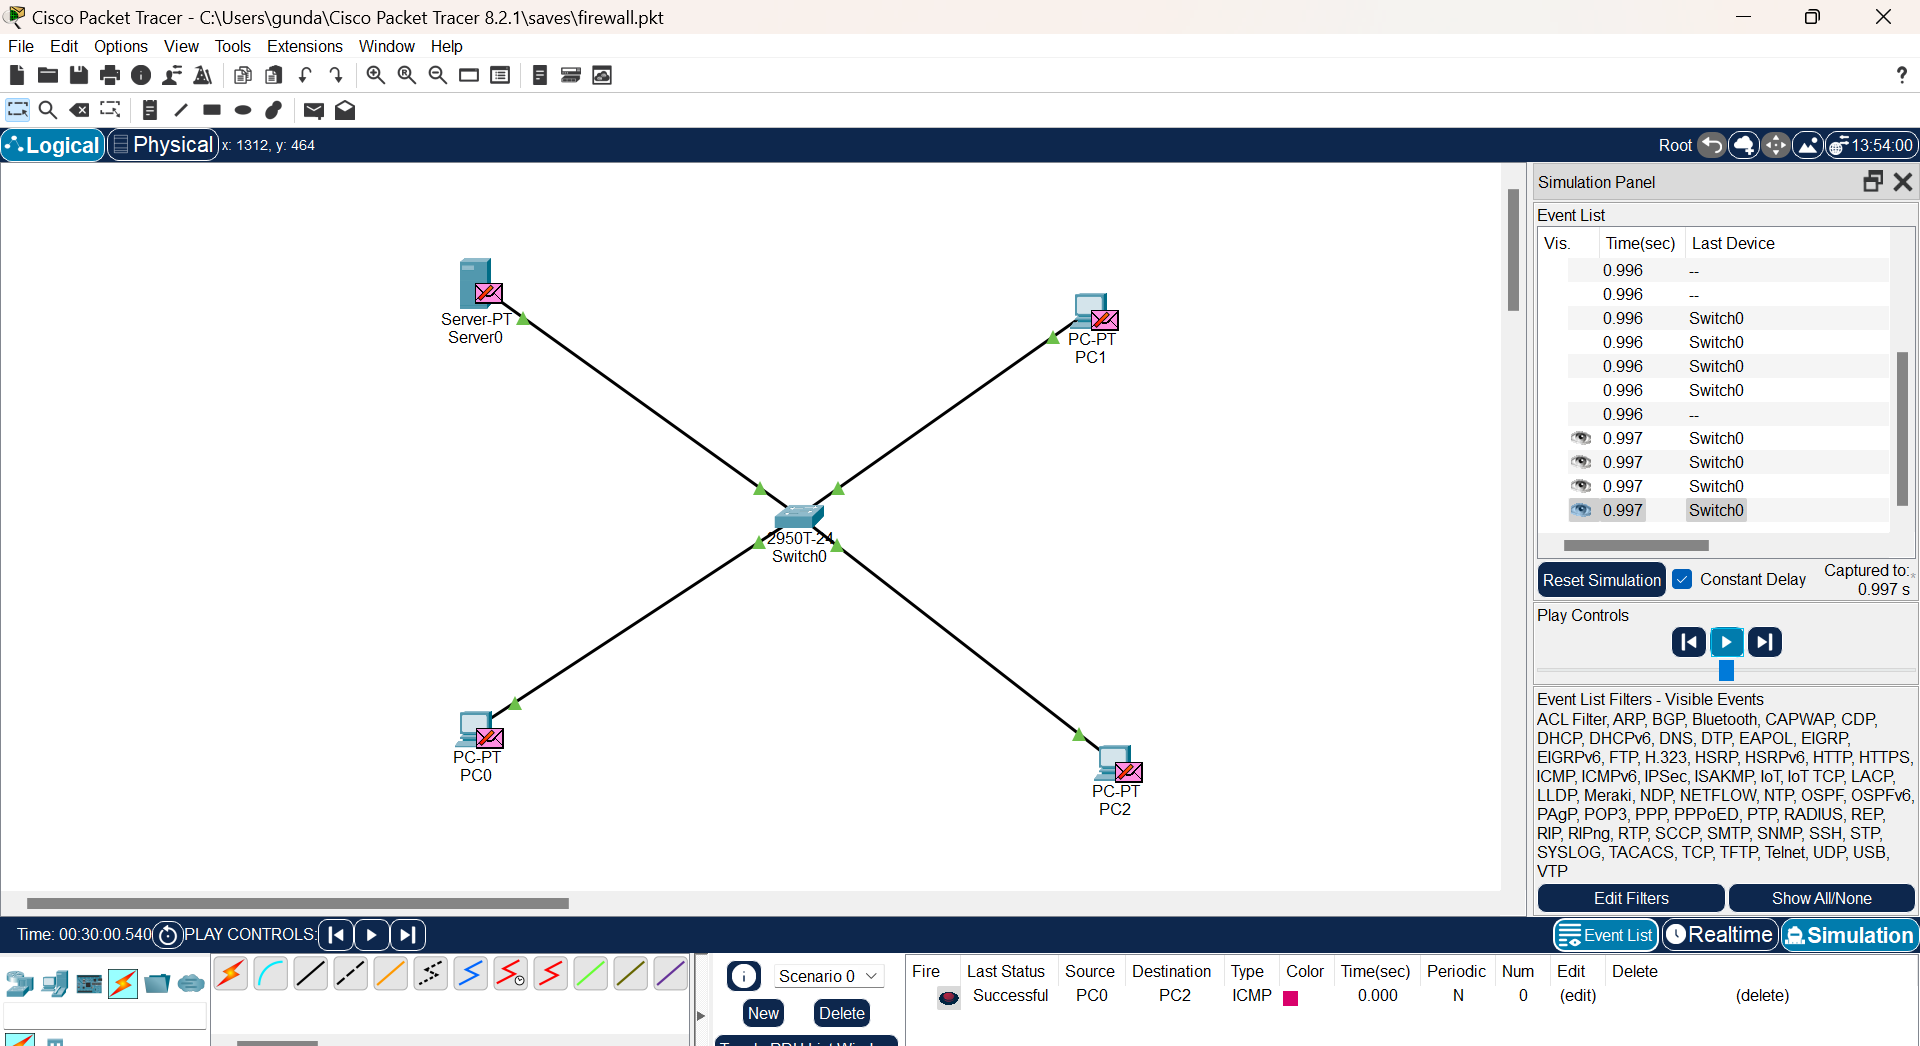 Cisco Packet Tracer - C:\Users\gunda\Cisco Packet Tracer 8.2.1\saves\firewall.pkt
File Edit Options View Tools Extensions Window Help
?
Logical Physical x: 1312, y: 464 Root 13:54:00
Simulation Panel
Event List
Vis. Time(sec) Last Device
0.996 --
0.996 --
0.996 Switch0
0.996 Switch0
0.996 Switch0
0.996 Switch0
0.996 --
0.997 Switch0
0.997 Switch0
0.997 Switch0
0.997 Switch0
Server-PT
Server0
PC-PT
PC1
2950T-24
Switch0
PC-PT
PC0
PC-PT
PC2
Reset Simulation Constant Delay Captured to:*
0.997 s
Play Controls
Event List Filters - Visible Events
ACL Filter, ARP, BGP, Bluetooth, CAPWAP, CDP,
DHCP, DHCPv6, DNS, DTP, EAPOL, EIGRP,
EIGRPv6, FTP, H.323, HSRP, HSRPv6, HTTP, HTTPS,
ICMP, ICMPv6, IPSec, ISAKMP, IoT, IoT TCP, LACP,
LLDP, Meraki, NDP, NETFLOW, NTP, OSPF, OSPFv6,
PAgP, POP3, PPP, PPPoED, PTP, RADIUS, REP,
RIP, RIPng, RTP, SCCP, SMTP, SNMP, SSH, STP,
SYSLOG, TACACS, TCP, TFTP, Telnet, UDP, USB,
VTP
Edit Filters Show All/None
Time: 00:30:00.540 PLAY CONTROLS: Event List Realtime Simulation
Scenario 0
New Delete
Fire Last Status Source Destination Type Color Time(sec) Periodic Num Edit Delete
Successful PC0 PC2 ICMP 0.000 N 0 (edit) (delete)